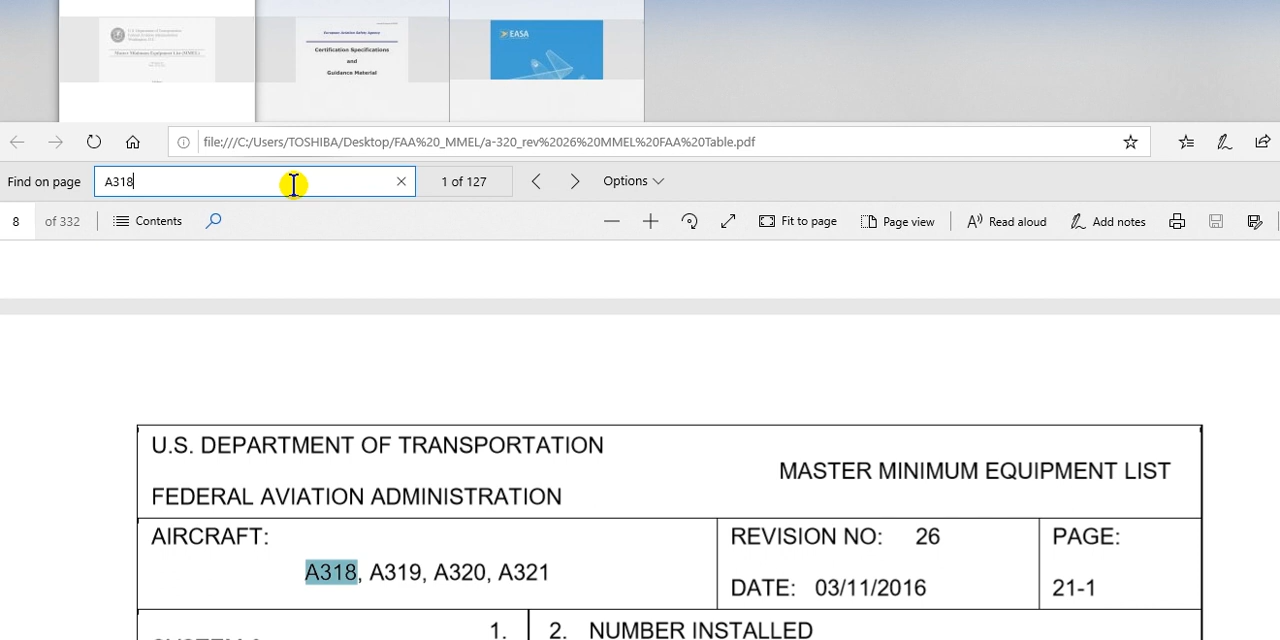 U.S. Department of Transportation
Federal Aviation Administration
Washington, D.C.
Master Minimum Equipment List (MMEL)
European Aviation Safety Agency
Certification Specifications
and
Guidance Material
EASA
file:///C:/Users/TOSHIBA/Desktop/FAA%20_MMEL/a-320_rev%2026%20MMEL%20FAA%20Table.pdf
Find on page A318 1 of 127 Options
8 of 332 Contents Fit to page Page view Read aloud Add notes
U.S. DEPARTMENT OF TRANSPORTATION
MASTER MINIMUM EQUIPMENT LIST
FEDERAL AVIATION ADMINISTRATION
AIRCRAFT: REVISION NO: 26 PAGE:
A318, A319, A320, A321
DATE: 03/11/2016 21-1
1. 2. NUMBER INSTALLED